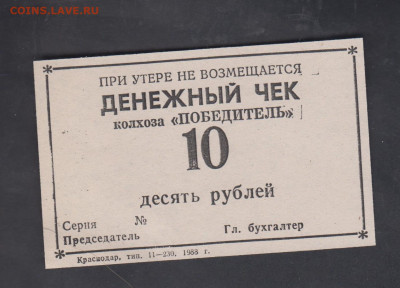 COINS.ЛАVE.RU
ПРИ УТЕРЕ НЕ ВОЗМЕЩАЕТСЯ
ДЕНЕЖНЫЙ ЧЕК
колхоза «ПОБЕДИТЕЛЬ»
10
десять рублей
Серия №
Председатель Гл. бухгалтер
Краснодар, тип. 11—230. 1988 г.